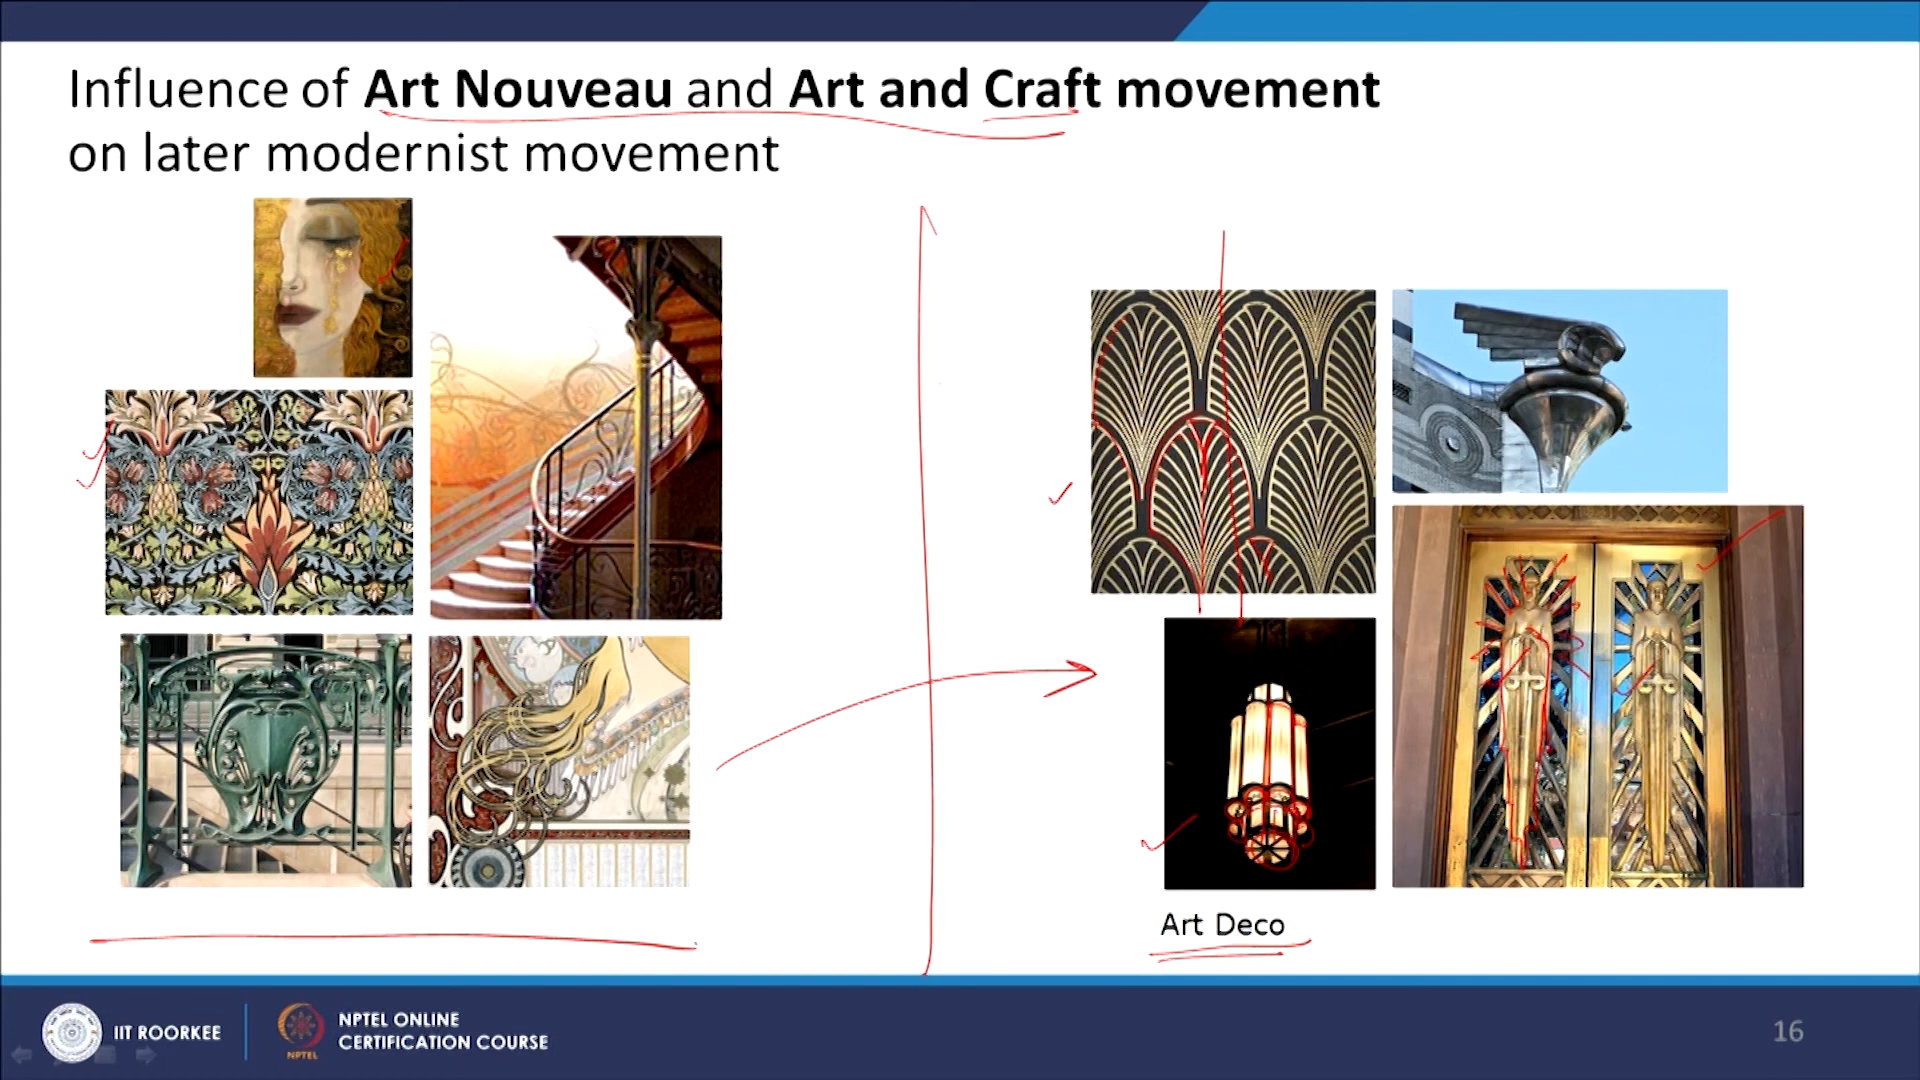 Influence of Art Nouveau and Art and Craft movement
on later modernist movement
Art Deco
IIT ROORKEE
NPTEL
NPTEL ONLINE
CERTIFICATION COURSE
16